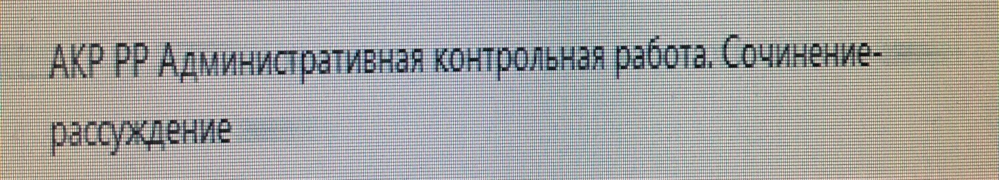 АКР РР Административная контрольная работа. Сочинение-
рассуждение